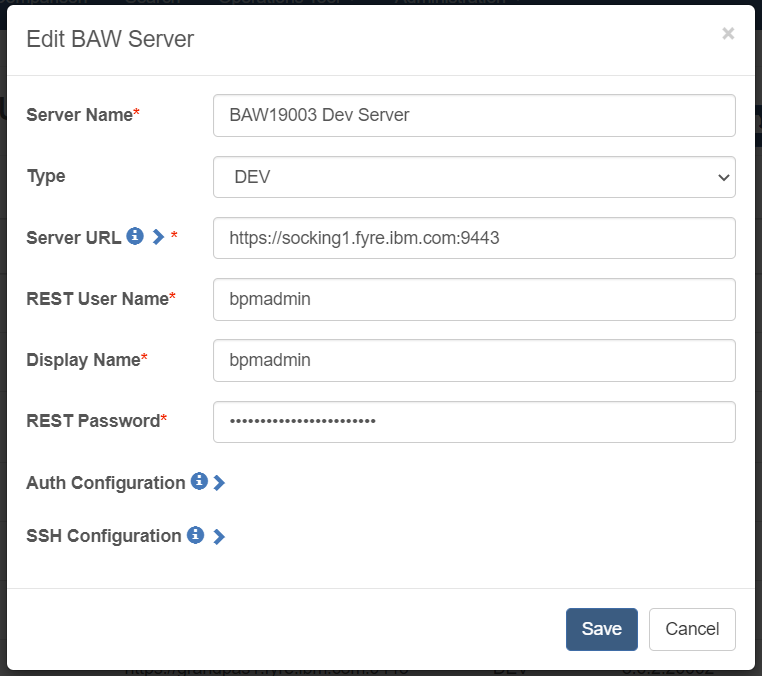 Edit BAW Server ×
Server Name*
BAW19003 Dev Server
Type
DEV
Server URL *
https://socking1.fyre.ibm.com:9443
REST User Name*
bpmadmin
Display Name*
bpmadmin
REST Password*
••••••••••••••••••••••••
Auth Configuration
SSH Configuration
Save Cancel